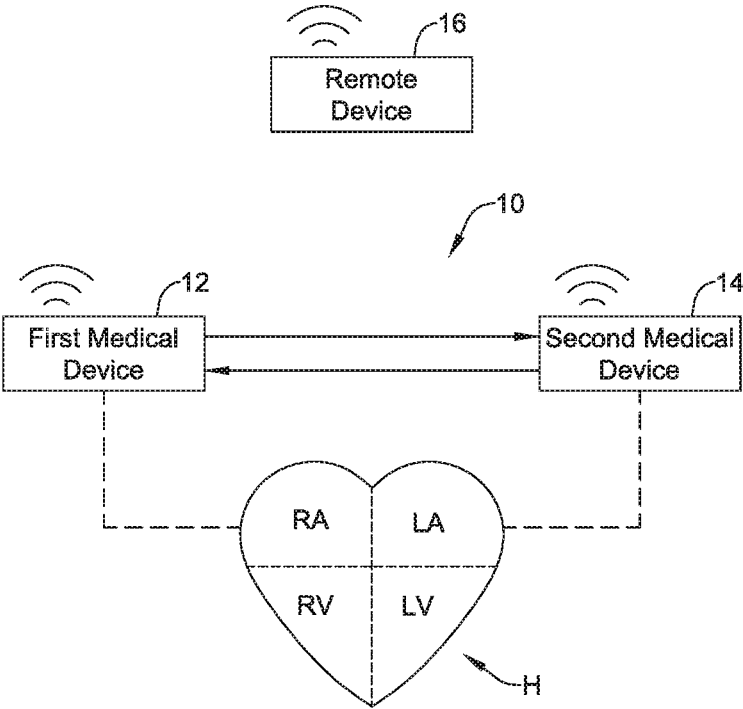 16
Remote
Device
10
12
14
First Medical
Device
Second Medical
Device
RA
LA
RV
LV
H